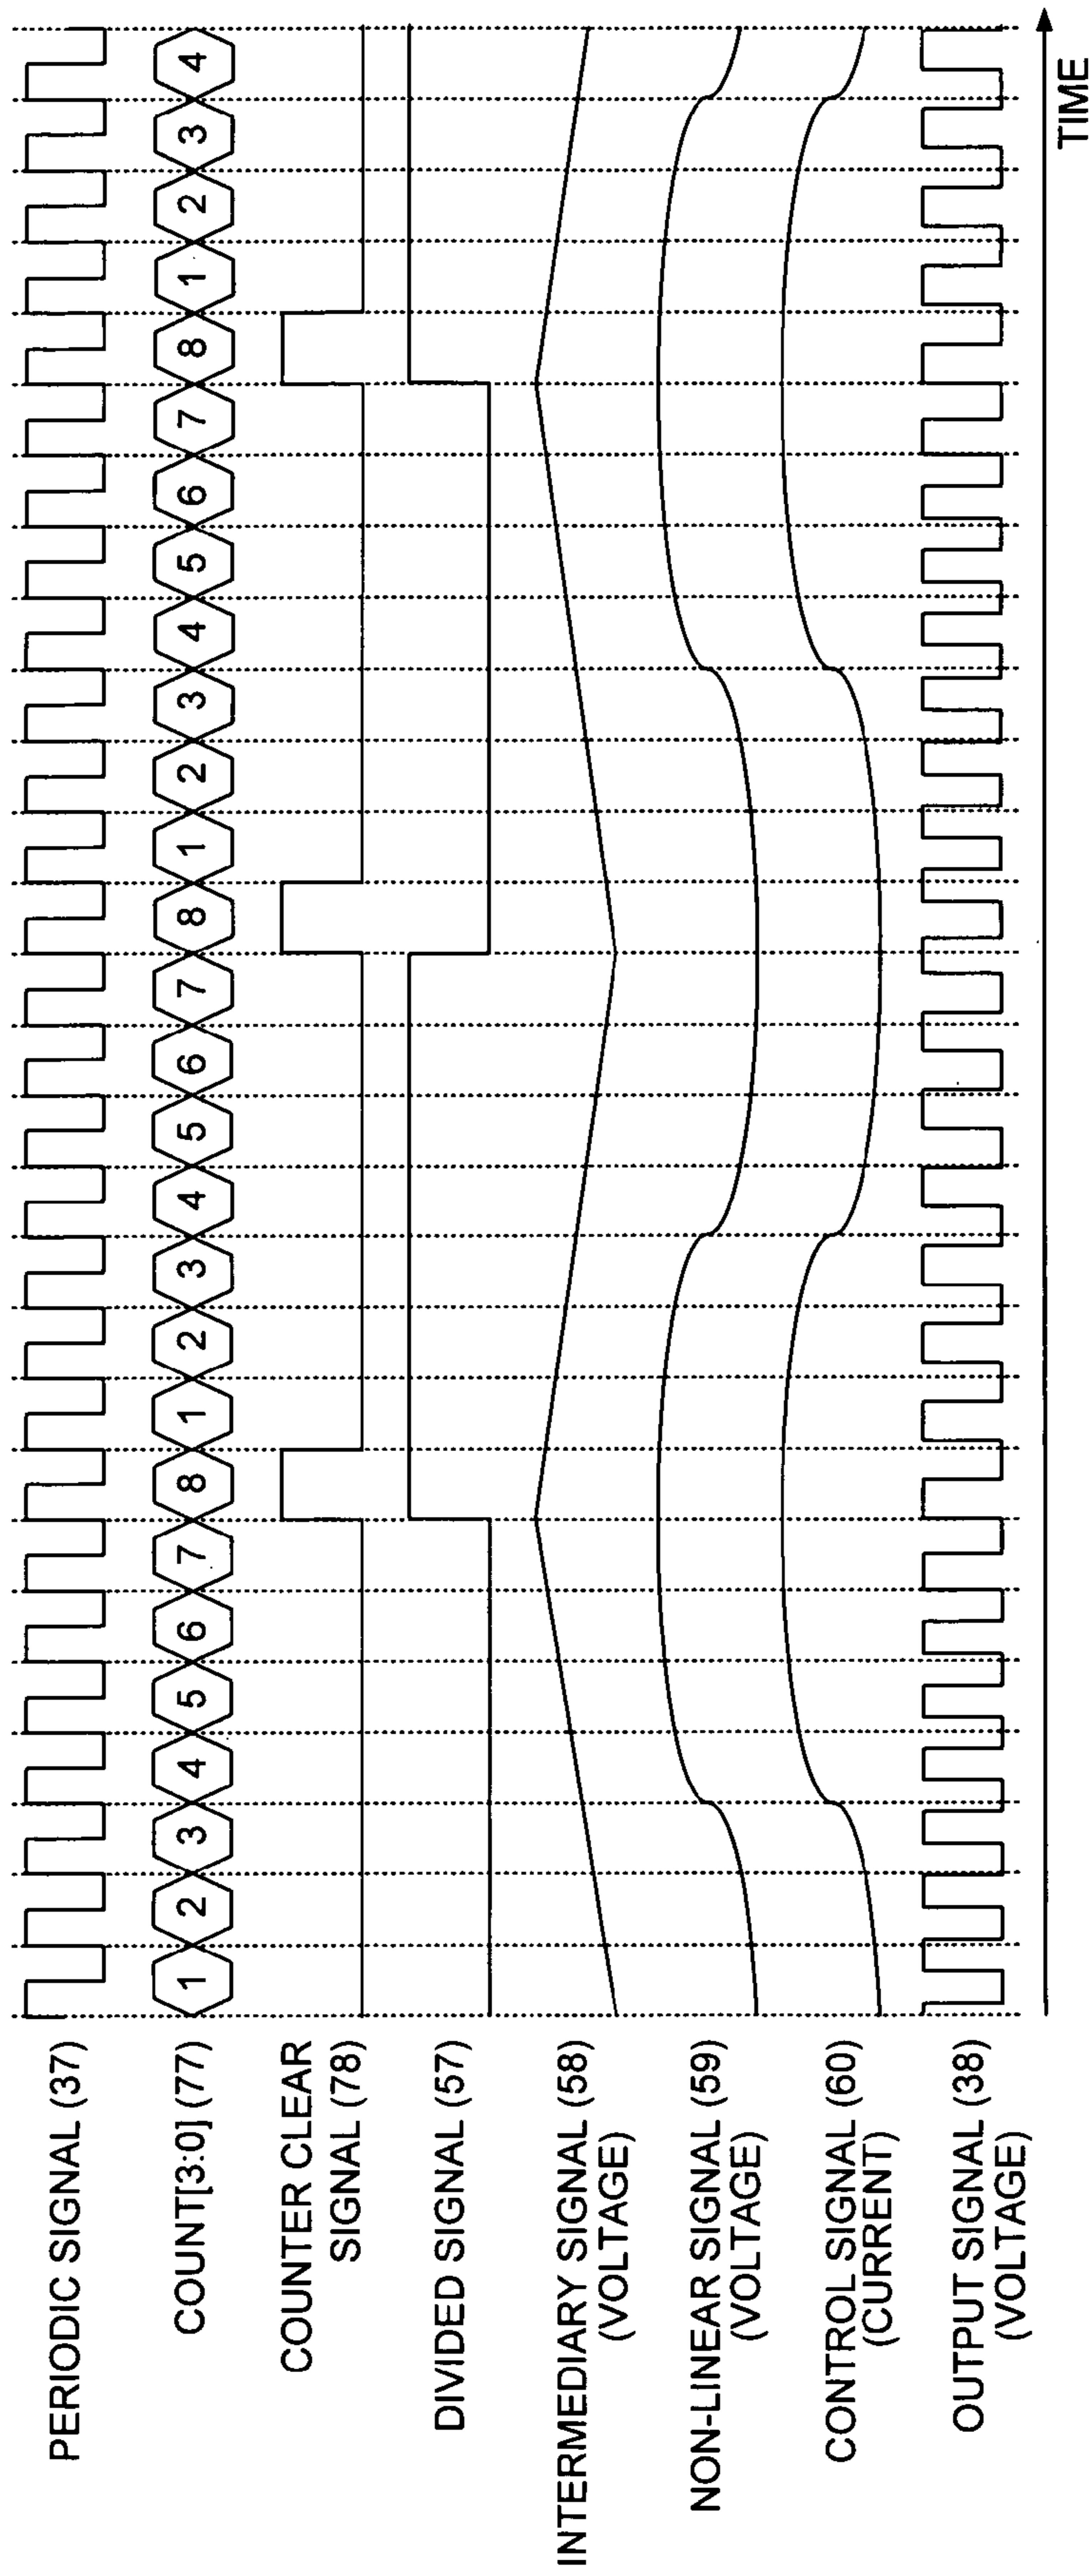 PERIODIC SIGNAL (37)
COUNT[3:0] (77) 1 2 3 4 5 6 7 8 1 2 3 4 5 6 7 8 1 2 3 4 5 6 7 8 1 2 3 4
COUNTER CLEAR
SIGNAL (78)
DIVIDED SIGNAL (57)
INTERMEDIARY SIGNAL (58)
(VOLTAGE)
NON-LINEAR SIGNAL (59)
(VOLTAGE)
CONTROL SIGNAL (60)
(CURRENT)
OUTPUT SIGNAL (38)
(VOLTAGE)
TIME